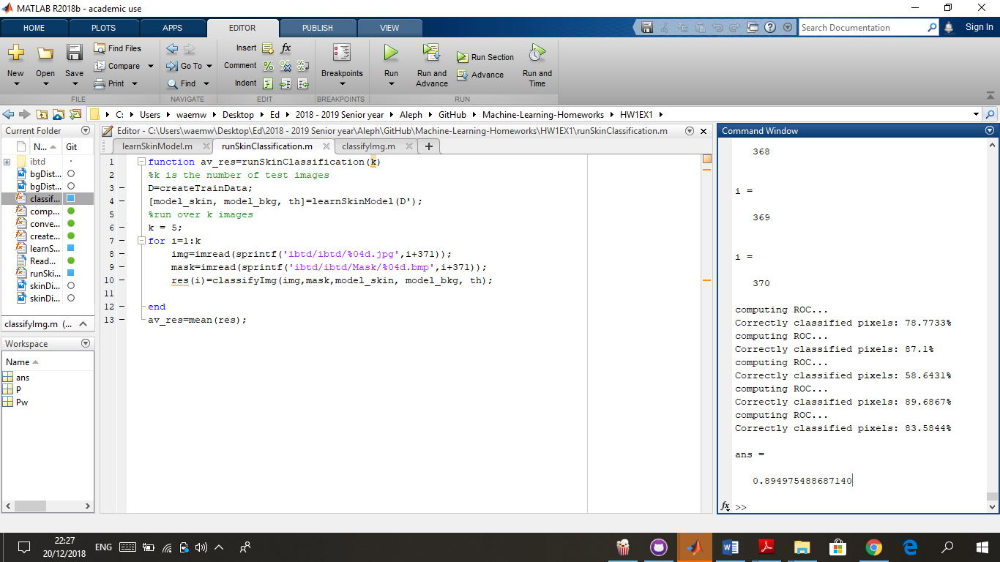 MATLAB R2018b - academic use
HOME PLOTS APPS EDITOR PUBLISH VIEW
Search Documentation
Sign In
New Open Save
Find Files
Compare
Print
Go To
Find
Insert
Comment
Indent
Breakpoints
Run
Run and Advance
Run Section
Advance
Run and Time
FILE NAVIGATE EDIT BREAKPOINTS RUN
C: Users waemw Desktop Ed 2018 - 2019 Senior year Aleph GitHub Machine-Learning-Homeworks HW1EX1
Current Folder
N... Git
ibtd
bgDist...
bgDist...
classif...
comp...
conve...
create...
learnS...
Read...
runSki...
skinDi...
skinDi...
classifyImg.m (...
Workspace
Name
ans
P
Pw
Editor - C:\Users\waemw\Desktop\Ed\2018 - 2019 Senior year\Aleph\GitHub\Machine-Learning-Homeworks\HW1EX1\runSkinClassification.m
learnSkinModel.m runSkinClassification.m classifyImg.m
1 function av_res=runSkinClassification(k)
2 %k is the number of test images
3 D=createTrainData;
4 [model_skin, model_bkg, th]=learnSkinModel(D');
5 %run over k images
6 k = 5;
7 for i=1:k
8 img=imread(sprintf('ibtd/ibtd/%04d.jpg',i+371));
9 mask=imread(sprintf('ibtd/ibtd/Mask/%04d.bmp',i+371));
10 res(i)=classifyImg(img,mask,model_skin, model_bkg, th);
11
12 end
13 av_res=mean(res);
Command Window
368
i =
369
i =
370
computing ROC...
Correctly classified pixels: 78.7733%
computing ROC...
Correctly classified pixels: 87.1%
computing ROC...
Correctly classified pixels: 58.6431%
computing ROC...
Correctly classified pixels: 89.6867%
computing ROC...
Correctly classified pixels: 83.5844%
ans =
0.894975488687140
fx >>
22:27
20/12/2018
ENG